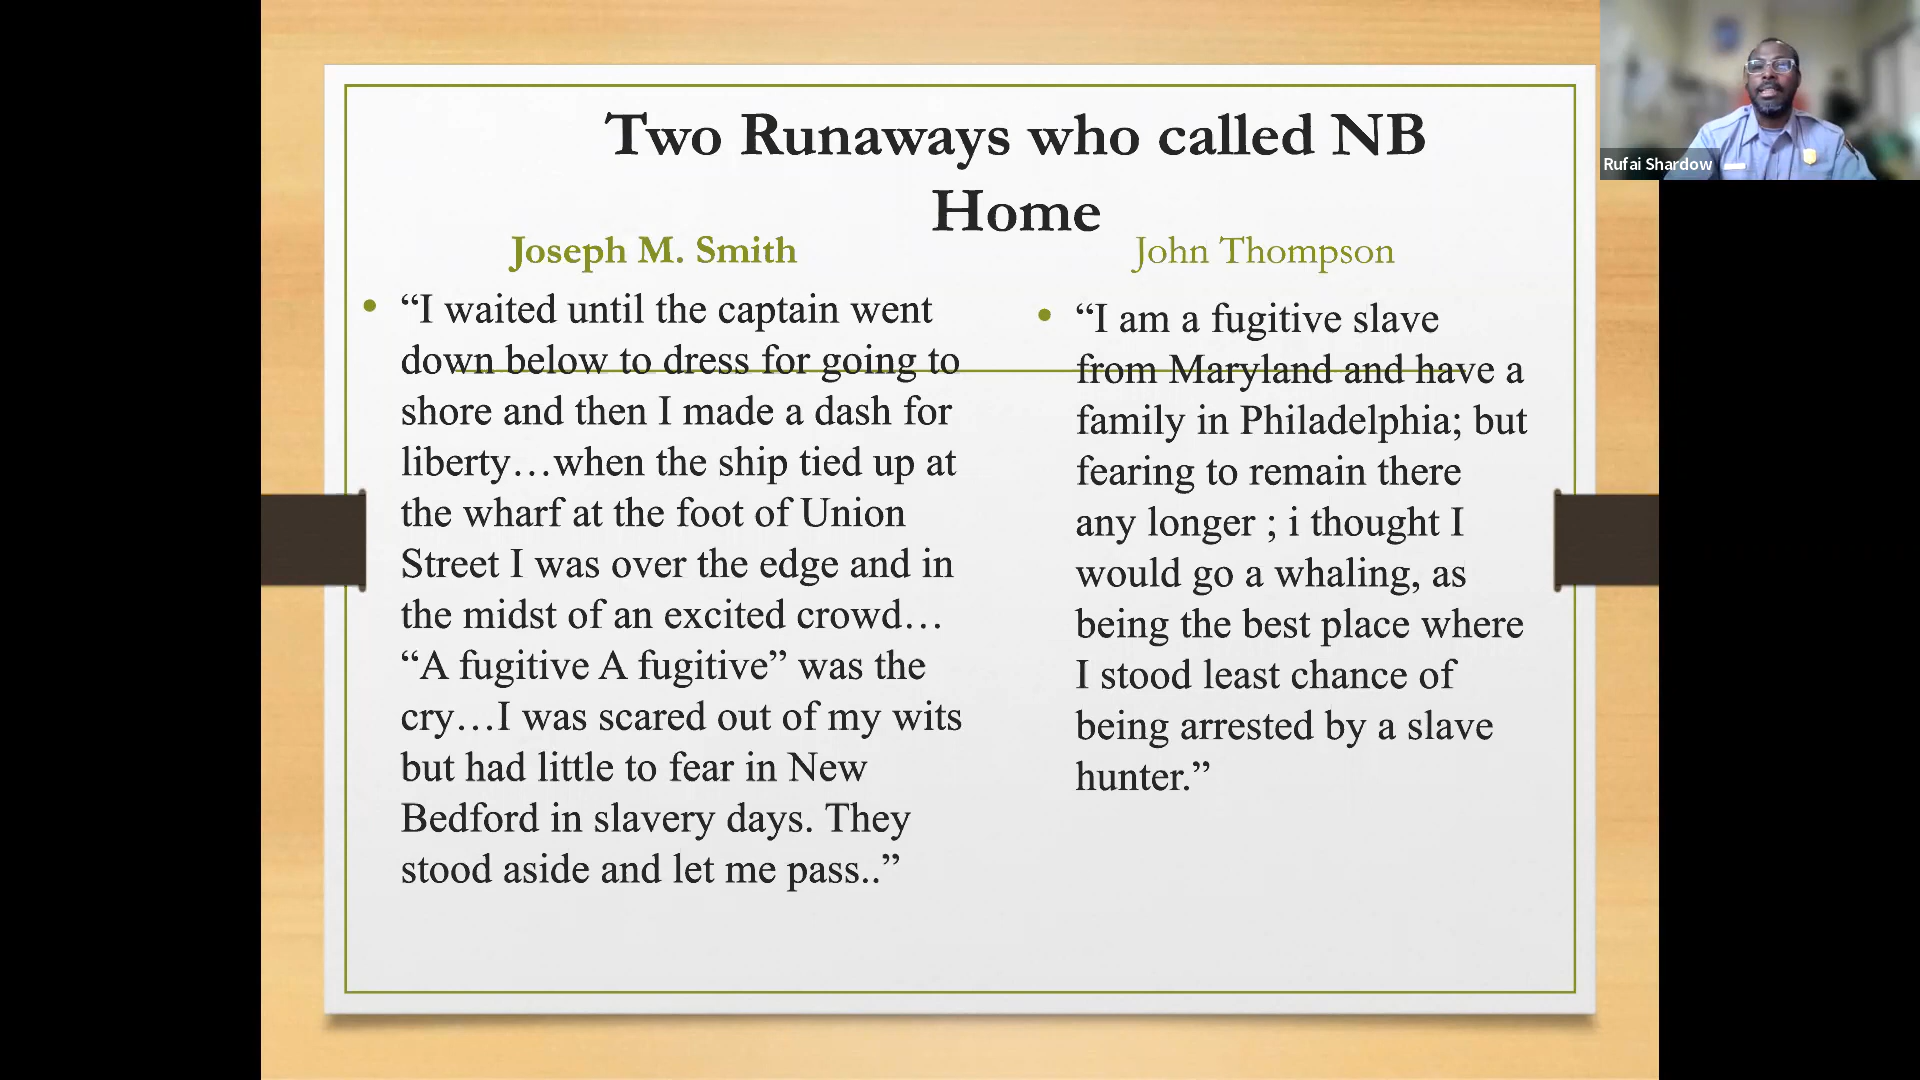 Two Runaways who called NB
Home
Joseph M. Smith
• “I waited until the captain went
down below to dress for going to
shore and then I made a dash for
liberty…when the ship tied up at
the wharf at the foot of Union
Street I was over the edge and in
the midst of an excited crowd…
“A fugitive A fugitive” was the
cry…I was scared out of my wits
but had little to fear in New
Bedford in slavery days. They
stood aside and let me pass..”
John Thompson
• “I am a fugitive slave
from Maryland and have a
family in Philadelphia; but
fearing to remain there
any longer ; i thought I
would go a whaling, as
being the best place where
I stood least chance of
being arrested by a slave
hunter.”
Rufai Shardow